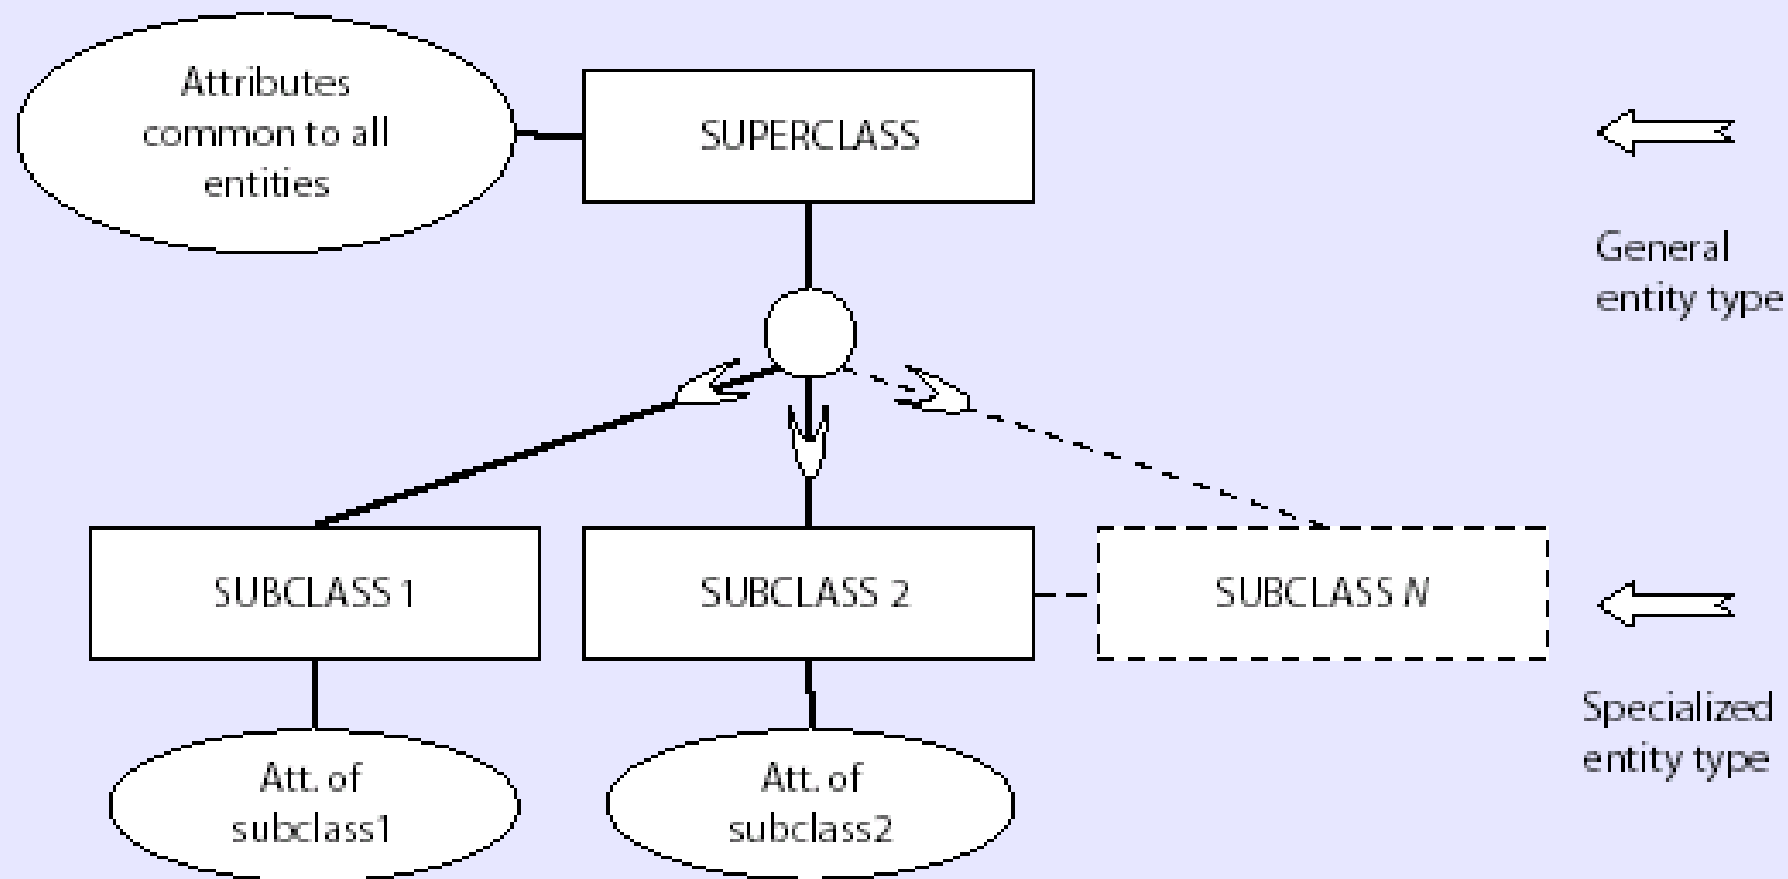 Attributes
common to all
entities
SUPERCLASS
General
entity type
SUBCLASS 1
SUBCLASS 2
SUBCLASS N
Specialized
entity type
Att. of
subclass1
Att. of
subclass2